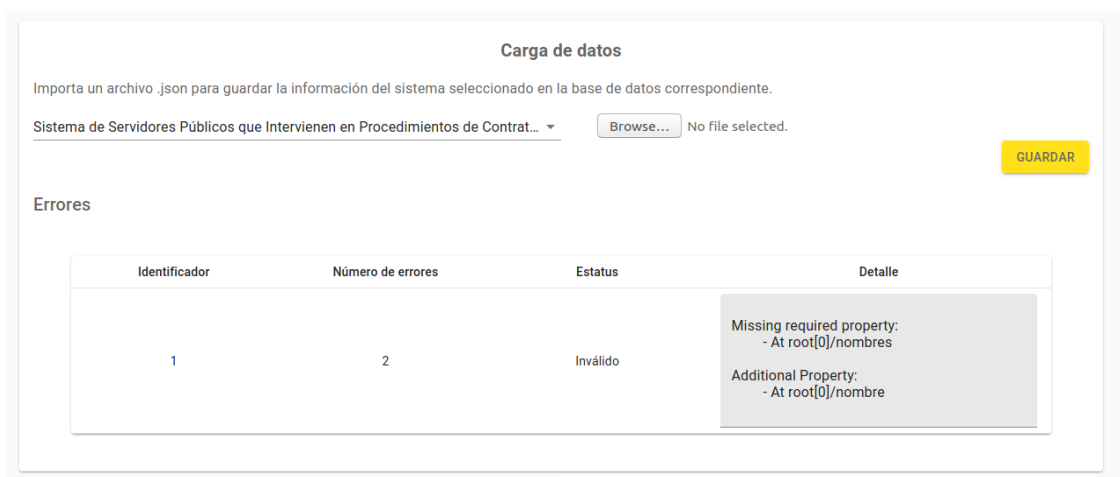 Carga de datos
Importa un archivo .json para guardar la información del sistema seleccionado en la base de datos correspondiente.
Sistema de Servidores Públicos que Intervienen en Procedimientos de Contrat... Browse... No file selected.
GUARDAR
Errores
Identificador Número de errores Estatus Detalle
Missing required property:
- At root[0]/nombres
1 2 Inválido
Additional Property:
- At root[0]/nombre